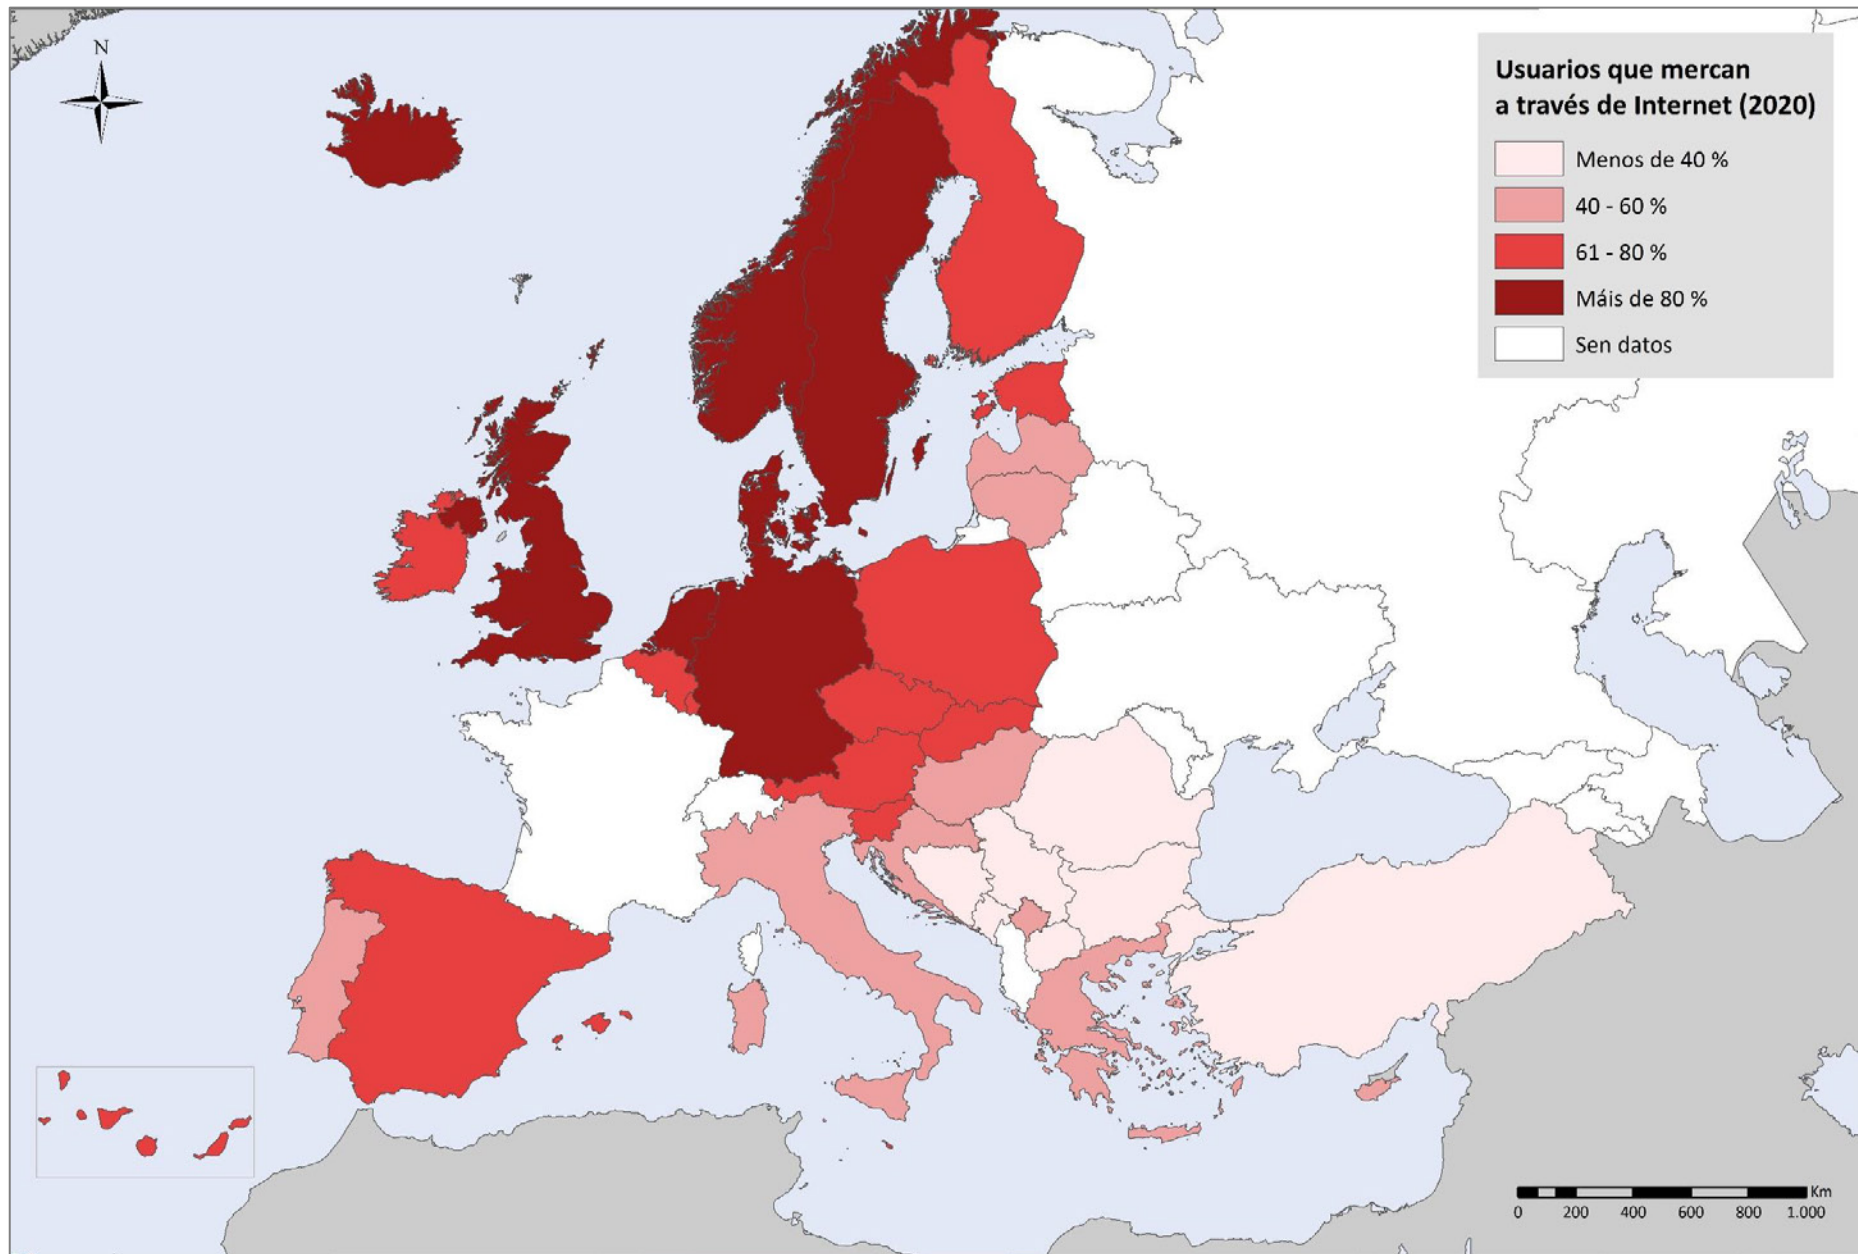 N
Usuarios que mercan
a través de Internet (2020)
Menos de 40 %
40 - 60 %
61 - 80 %
Máis de 80 %
Sen datos
Km
0 200 400 600 800 1.000